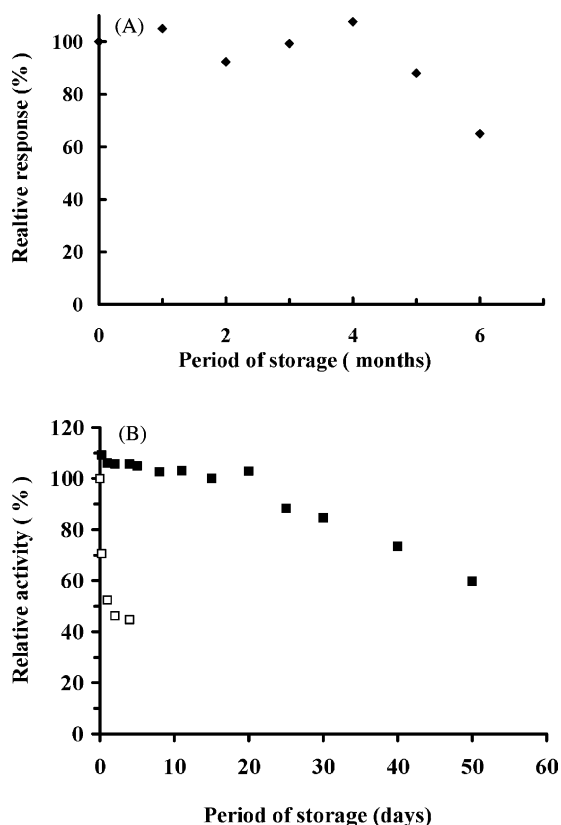 (A)
Realtive response (%)
100
80
60
40
20
0
0 2 4 6
Period of storage ( months)
(B)
Relative activity ( %)
120
100
80
60
40
20
0
0 10 20 30 40 50 60
Period of storage (days)